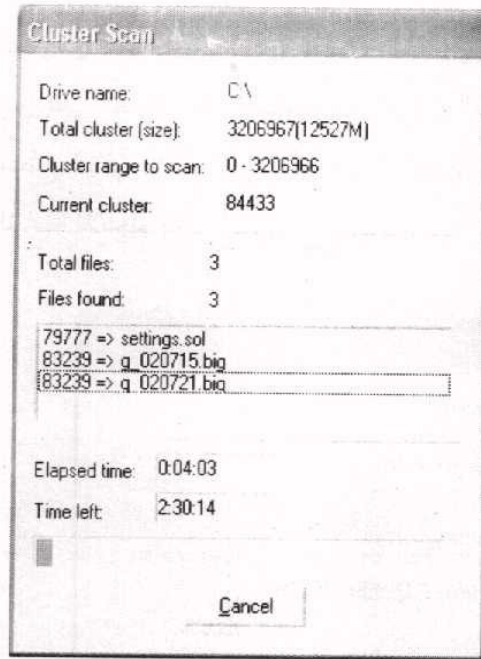 Cluster Scan
Drive name: C:\
Total cluster (size): 3206967(12527M)
Cluster range to scan: 0 - 3206966
Current cluster: 84433
Total files: 3
Files found: 3
79777 => settings.sol
83239 => g_020715.big
83239 => g_020721.big
Elapsed time: 0:04:03
Time left: 2:30:14
Cancel